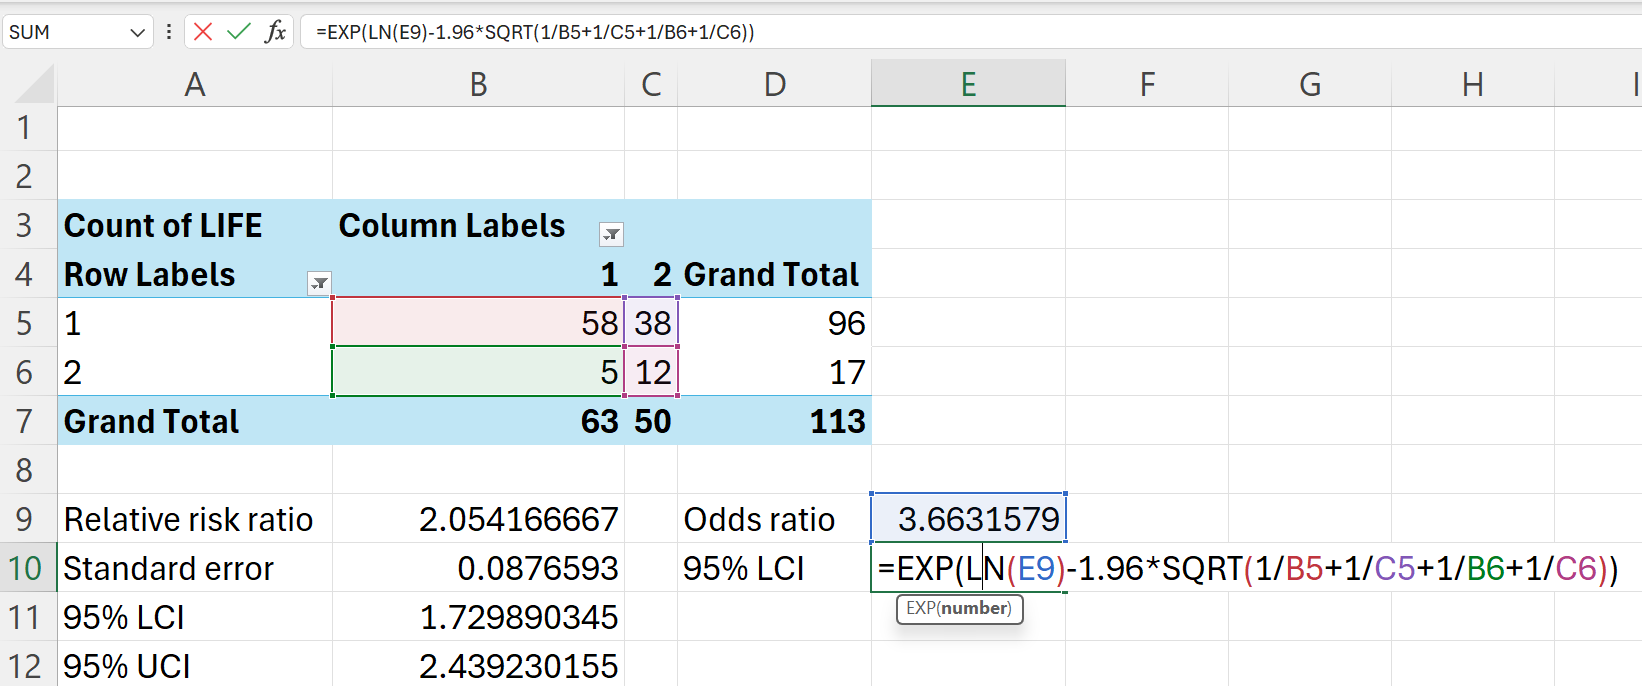 SUM =EXP(LN(E9)-1.96*SQRT(1/B5+1/C5+1/B6+1/C6))
A B C D E F G H I
1
2
3 Count of LIFE Column Labels
4 Row Labels 1 2 Grand Total
5 1 58 38 96
6 2 5 12 17
7 Grand Total 63 50 113
8
9 Relative risk ratio 2.054166667 Odds ratio 3.6631579
10 Standard error 0.0876593 95% LCI =EXP(LN(E9)-1.96*SQRT(1/B5+1/C5+1/B6+1/C6))
EXP(number)
11 95% LCI 1.729890345
12 95% UCI 2.439230155